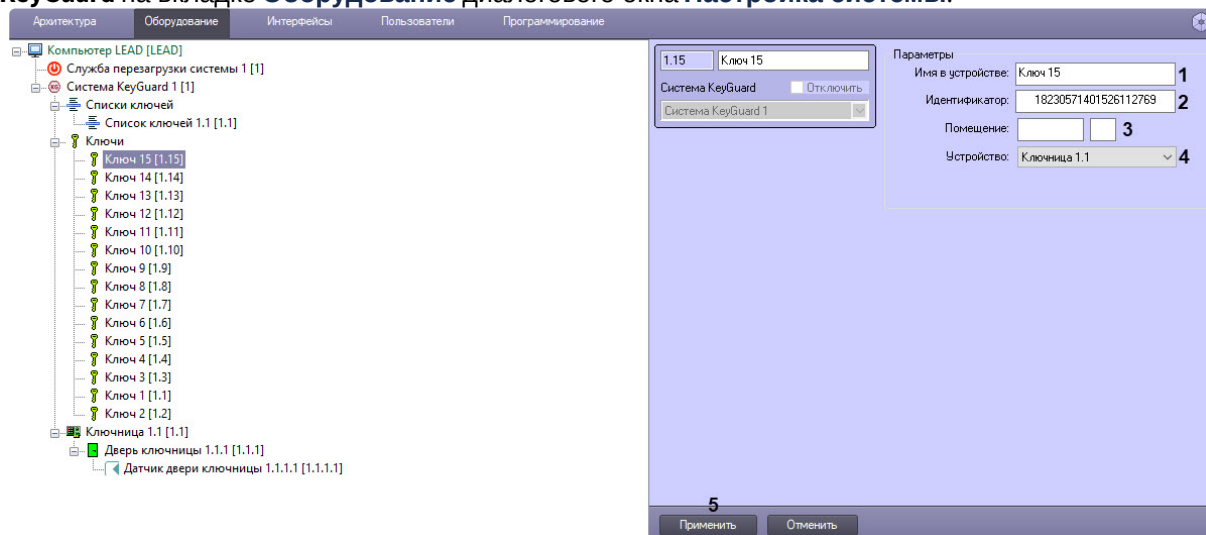 KeyGuard на вкладке Оборудование диалогового окна Настройка системы.
Архитектура Оборудование Интерфейсы Пользователи Программирование
Компьютер LEAD [LEAD]
Служба перезагрузки системы 1 [1]
Система KeyGuard 1 [1]
Списки ключей
Список ключей 1.1 [1.1]
Ключи
Ключ 15 [1.15]
Ключ 14 [1.14]
Ключ 13 [1.13]
Ключ 12 [1.12]
Ключ 11 [1.11]
Ключ 10 [1.10]
Ключ 9 [1.9]
Ключ 8 [1.8]
Ключ 7 [1.7]
Ключ 6 [1.6]
Ключ 5 [1.5]
Ключ 4 [1.4]
Ключ 3 [1.3]
Ключ 1 [1.1]
Ключ 2 [1.2]
Ключница 1.1 [1.1]
Дверь ключницы 1.1.1 [1.1.1]
Датчик двери ключницы 1.1.1.1 [1.1.1.1]
1.15 Ключ 15
Система KeyGuard Отключить
Система KeyGuard 1
Параметры
Имя в устройстве: Ключ 15 1
Идентификатор: 18230571401526112769 2
Помещение: 3
Устройство: Ключница 1.1 4
5
Применить Отменить